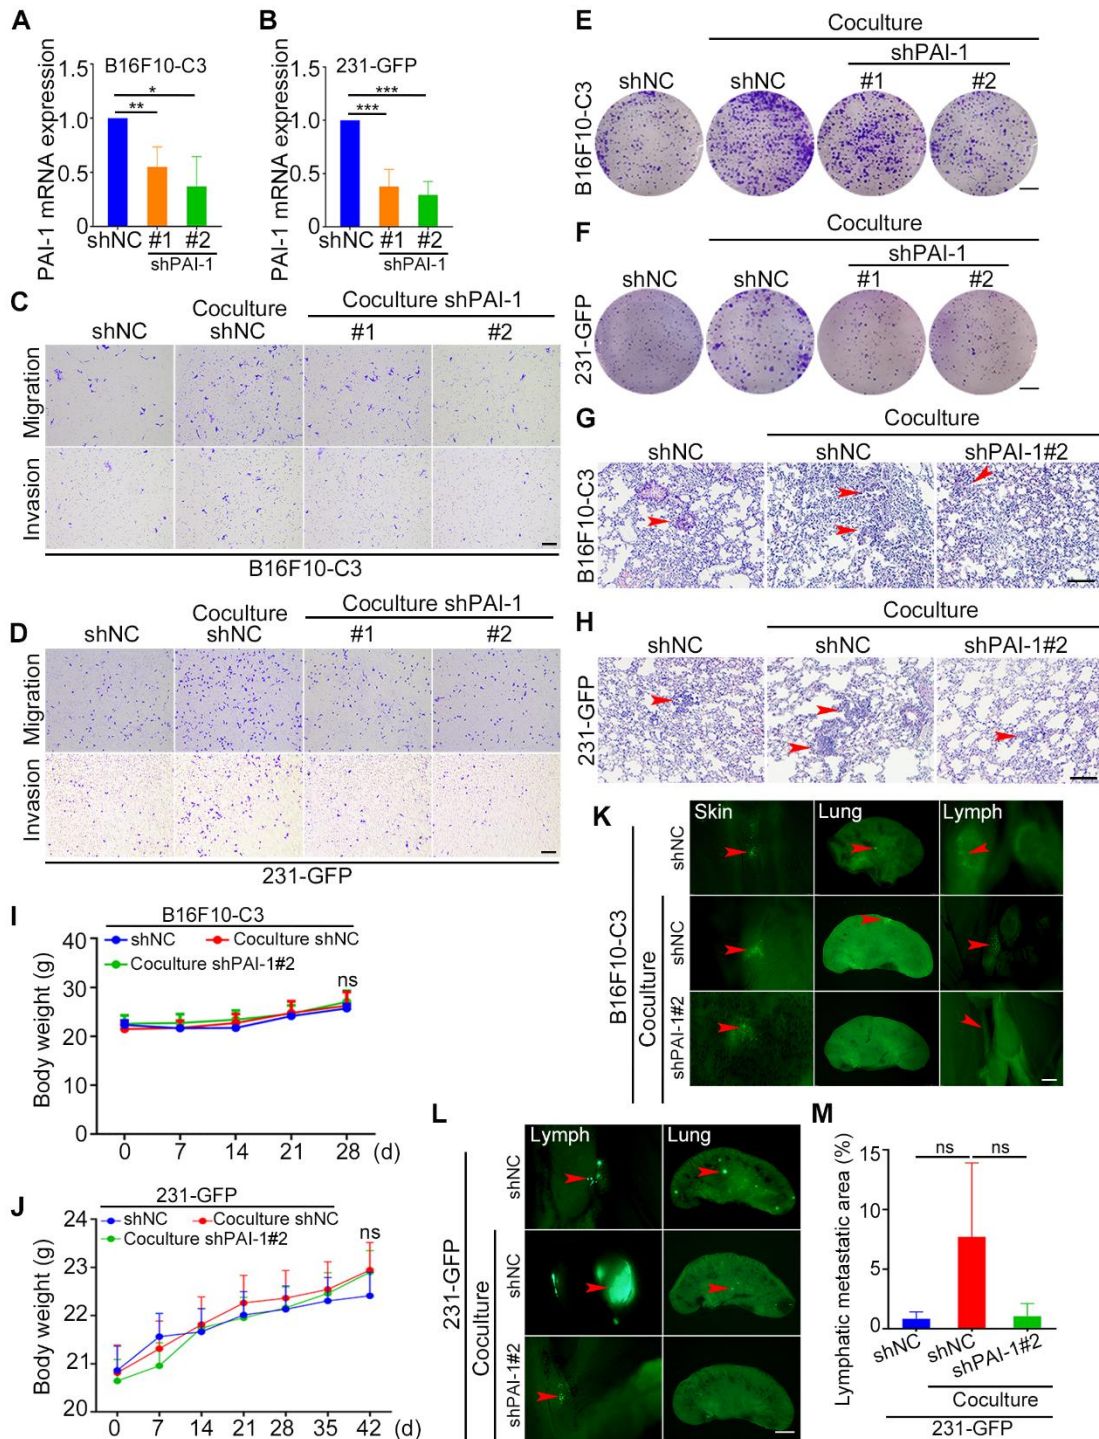 A
B16F10-C3
PAI-1 mRNA expression
1.5
1.0
0.5
0
*
**
shNC #1 #2
shPAI-1
B
231-GFP
PAI-1 mRNA expression
1.5
1.0
0.5
0
***
***
shNC #1 #2
shPAI-1
C
shNC
Coculture
shNC
Coculture shPAI-1
#1 #2
Migration
Invasion
B16F10-C3
D
shNC
Coculture
shNC
Coculture shPAI-1
#1 #2
Migration
Invasion
231-GFP
E
Coculture
shPAI-1
shNC shNC #1 #2
B16F10-C3
F
Coculture
shPAI-1
shNC shNC #1 #2
231-GFP
G
Coculture
shNC shNC shPAI-1#2
B16F10-C3
H
Coculture
shNC shNC shPAI-1#2
231-GFP
I
B16F10-C3
shNC Coculture shNC
Coculture shPAI-1#2
Body weight (g)
40
30
20
10
0
ns
0 7 14 21 28 (d)
J
231-GFP
shNC Coculture shNC
Coculture shPAI-1#2
Body weight (g)
24
23
22
21
20
ns
0 7 14 21 28 35 42 (d)
K
Skin Lung Lymph
shNC
shNC
shPAI-1#2
Coculture
B16F10-C3
L
Lymph Lung
shNC
shNC
shPAI-1#2
Coculture
231-GFP
M
Lymphatic metastatic area (%)
15
10
5
0
ns ns
shNC shNC shPAI-1#2
Coculture
231-GFP